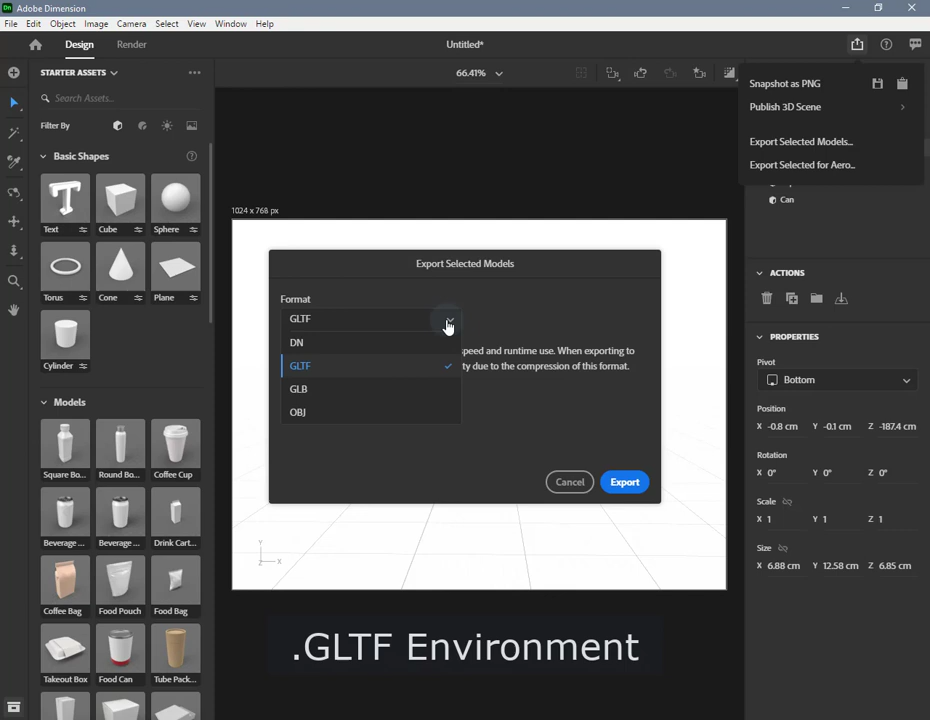 Dn Adobe Dimension
File Edit Object Image Camera Select View Window Help
Design Render Untitled*
STARTER ASSETS
66.41%
Search Assets...
Filter By
Basic Shapes
Text Cube Sphere
Torus Cone Plane
Cylinder
Models
Square Bo... Round Bo... Coffee Cup
Beverage ... Beverage ... Drink Cart...
Coffee Bag Food Pouch Food Bag
Takeout Box Food Can Tube Pack...
1024 x 768 px
Export Selected Models
Format
GLTF
DN
GLTF
GLB
OBJ
speed and runtime use. When exporting to
ty due to the compression of this format.
Cancel Export
Y
Z X
.GLTF Environment
Snapshot as PNG
Publish 3D Scene
Export Selected Models...
Export Selected for Aero...
Can
ACTIONS
PROPERTIES
Pivot
Bottom
Position
X -0.8 cm Y -0.1 cm Z -187.4 cm
Rotation
X 0° Y 0° Z 0°
Scale
X 1 Y 1 Z 1
Size
X 6.88 cm Y 12.58 cm Z 6.85 cm